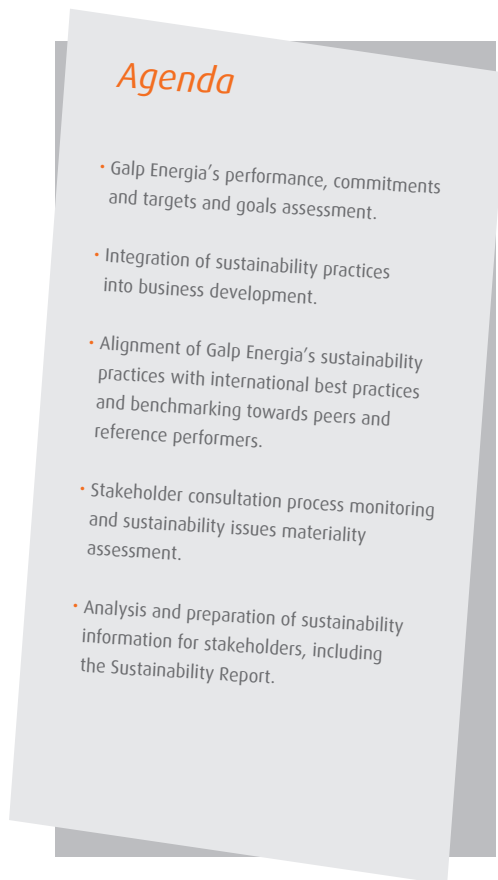 Agenda
· Galp Energia's performance, commitments
and targets and goals assessment.
· Integration of sustainability practices
into business development.
· Alignment of Galp Energia's sustainability
practices with international best practices
and benchmarking towards peers and
reference performers.
· Stakeholder consultation process monitoring
and sustainability issues materiality
assessment.
· Analysis and preparation of sustainability
information for stakeholders, including
the Sustainability Report.